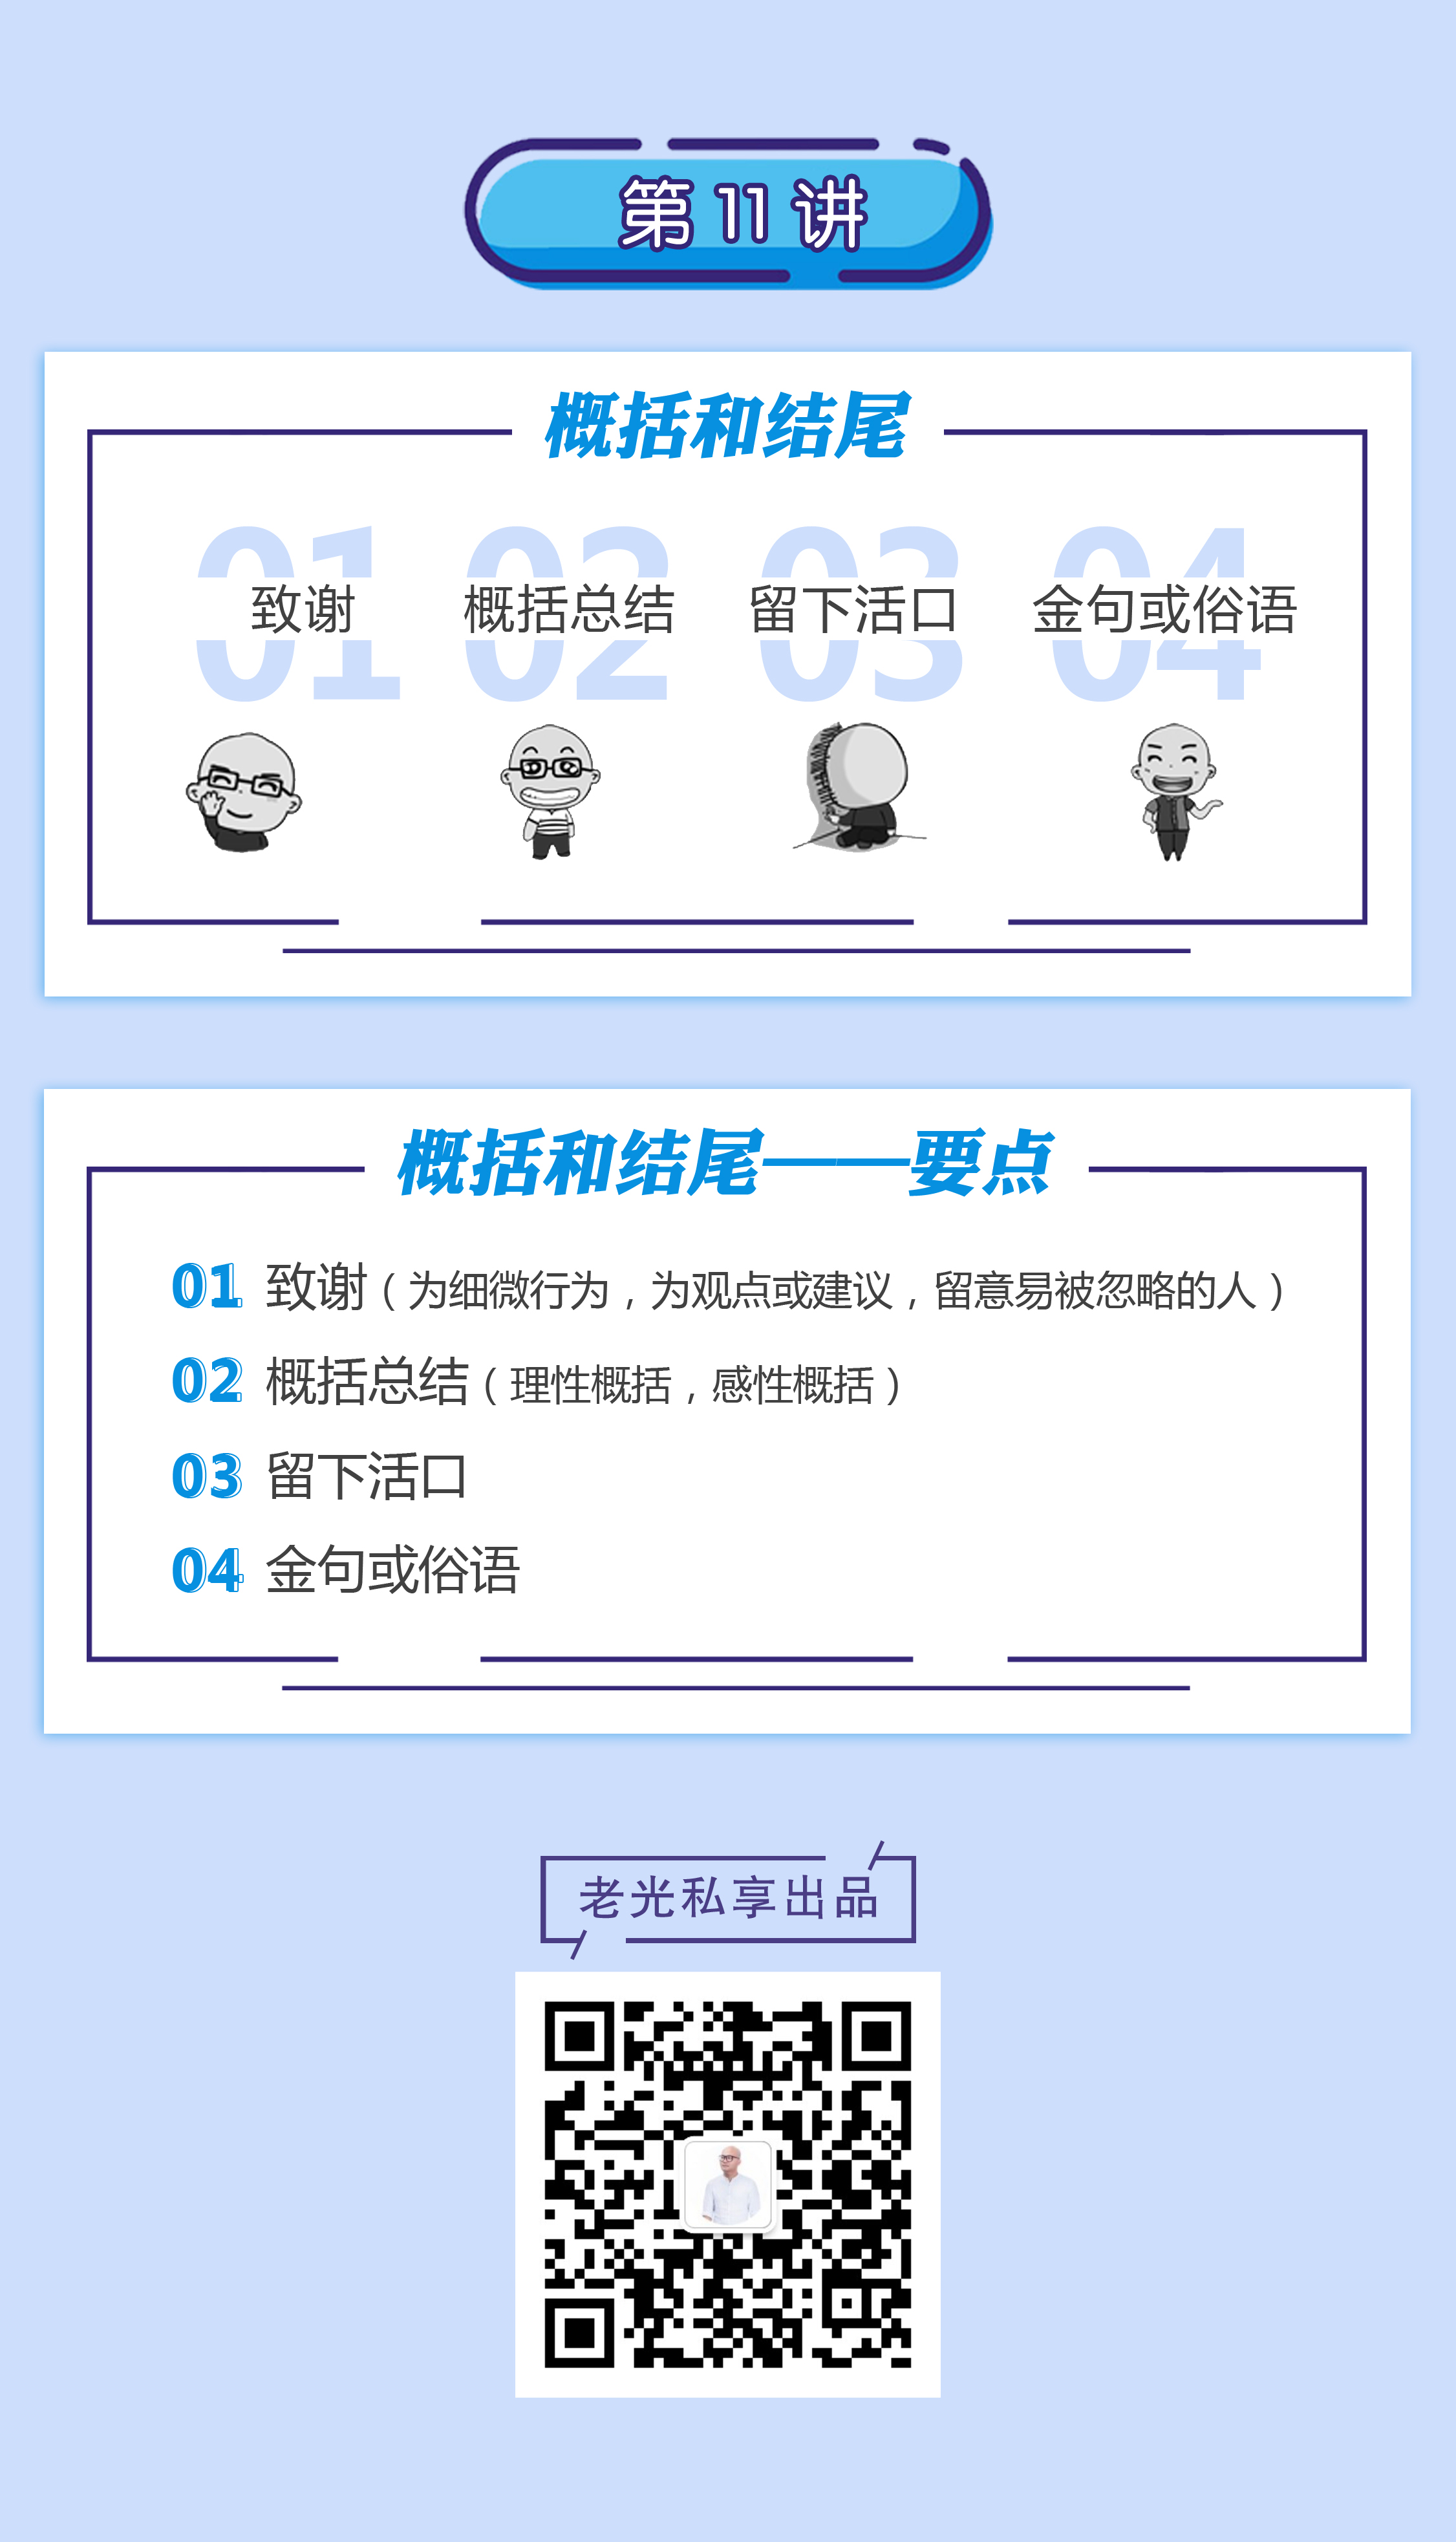 第11讲
概括和结尾
01 02 03 04
致谢 概括总结 留下活口 金句或俗语
概括和结尾——要点
01 致谢（为细微行为，为观点或建议，留意易被忽略的人）
02 概括总结（理性概括，感性概括）
03 留下活口
04 金句或俗语
老光私享出品